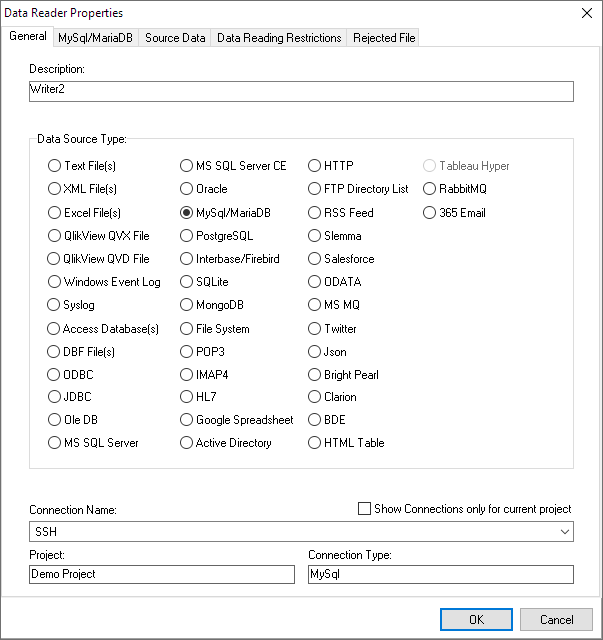 Data Reader Properties
General MySql/MariaDB Source Data Data Reading Restrictions Rejected File
Description:
Writer2
Data Source Type:
Text File(s) MS SQL Server CE HTTP Tableau Hyper
XML File(s) Oracle FTP Directory List RabbitMQ
Excel File(s) MySql/MariaDB RSS Feed 365 Email
QlikView QVX File PostgreSQL Slemma
QlikView QVD File Interbase/Firebird Salesforce
Windows Event Log SQLite ODATA
Syslog MongoDB MS MQ
Access Database(s) File System Twitter
DBF File(s) POP3 Json
ODBC IMAP4 Bright Pearl
JDBC HL7 Clarion
Ole DB Google Spreadsheet BDE
MS SQL Server Active Directory HTML Table
Connection Name: Show Connections only for current project
SSH
Project: Connection Type:
Demo Project MySql
OK Cancel